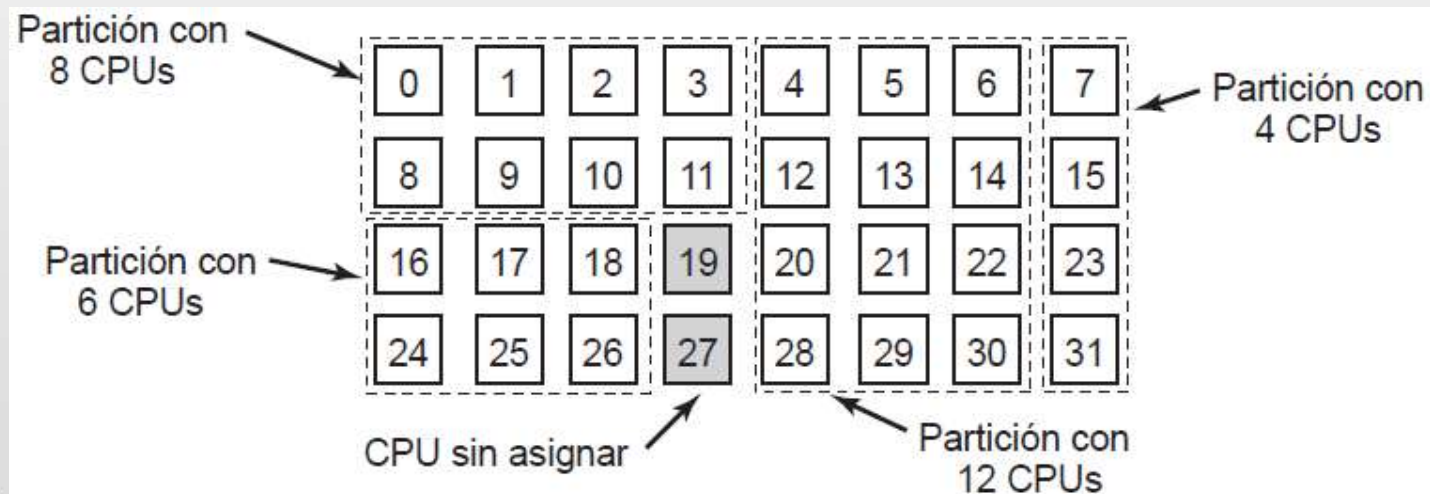 Partición con
8 CPUs
0 1 2 3 4 5 6 7
Partición con
4 CPUs
8 9 10 11 12 13 14 15
Partición con
6 CPUs
16 17 18 19 20 21 22 23
24 25 26 27 28 29 30 31
CPU sin asignar
Partición con
12 CPUs